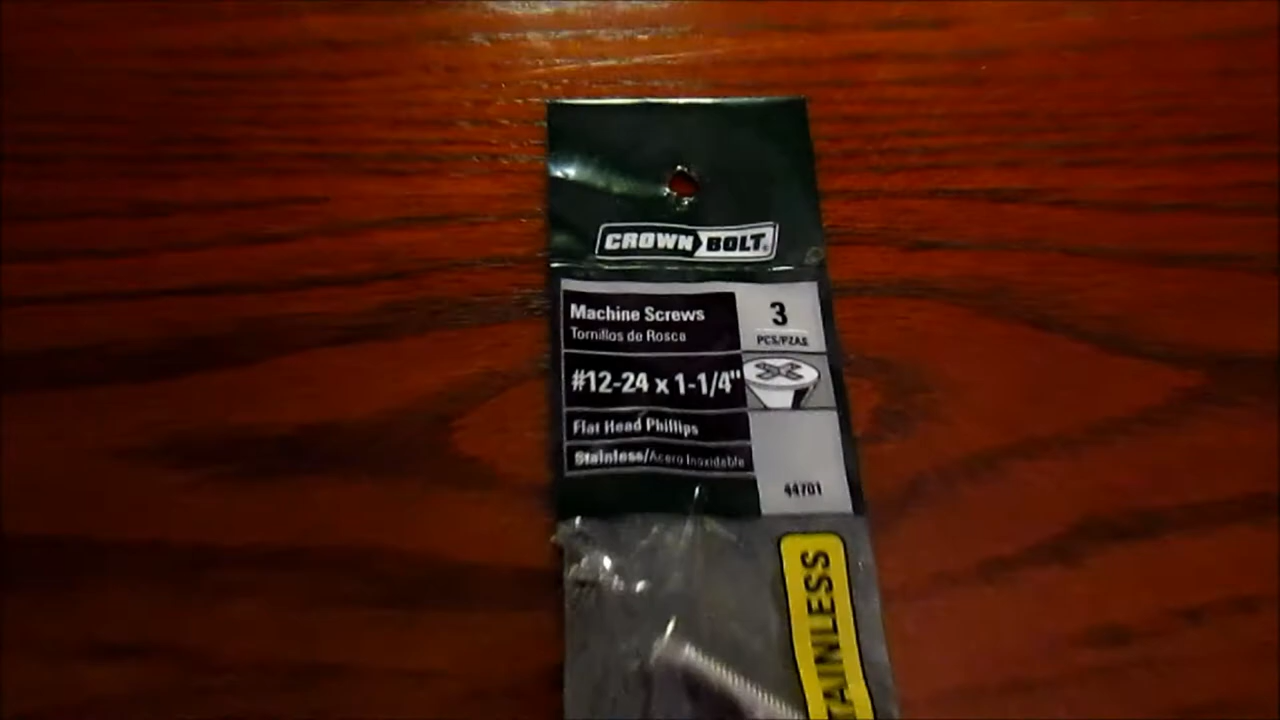 CROWN BOLT®
Machine Screws
Tornillos de Rosca
3
PCS/PZAS
#12-24 x 1-1/4"
Flat Head Phillips
Stainless/Acero Inoxidable
44701
TAINLESS